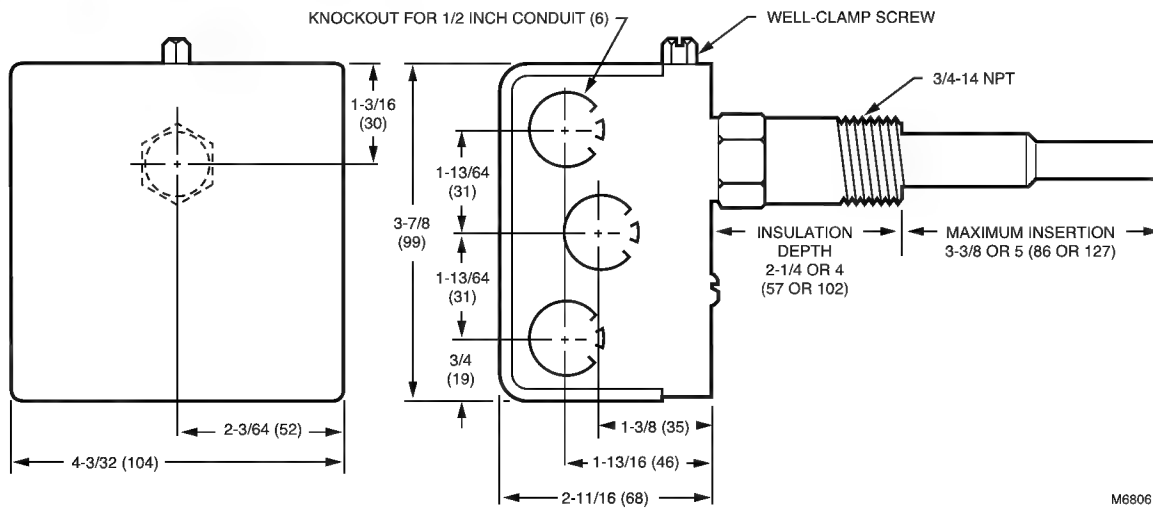 KNOCKOUT FOR 1/2 INCH CONDUIT (6)
WELL-CLAMP SCREW
3/4-14 NPT
1-3/16
(30)
1-13/64
(31)
3-7/8
(99)
1-13/64
(31)
3/4
(19)
INSULATION
DEPTH
2-1/4 OR 4
(57 OR 102)
MAXIMUM INSERTION
3-3/8 OR 5 (86 OR 127)
2-3/64 (52)
4-3/32 (104)
1-3/8 (35)
1-13/16 (46)
2-11/16 (68)
M6806